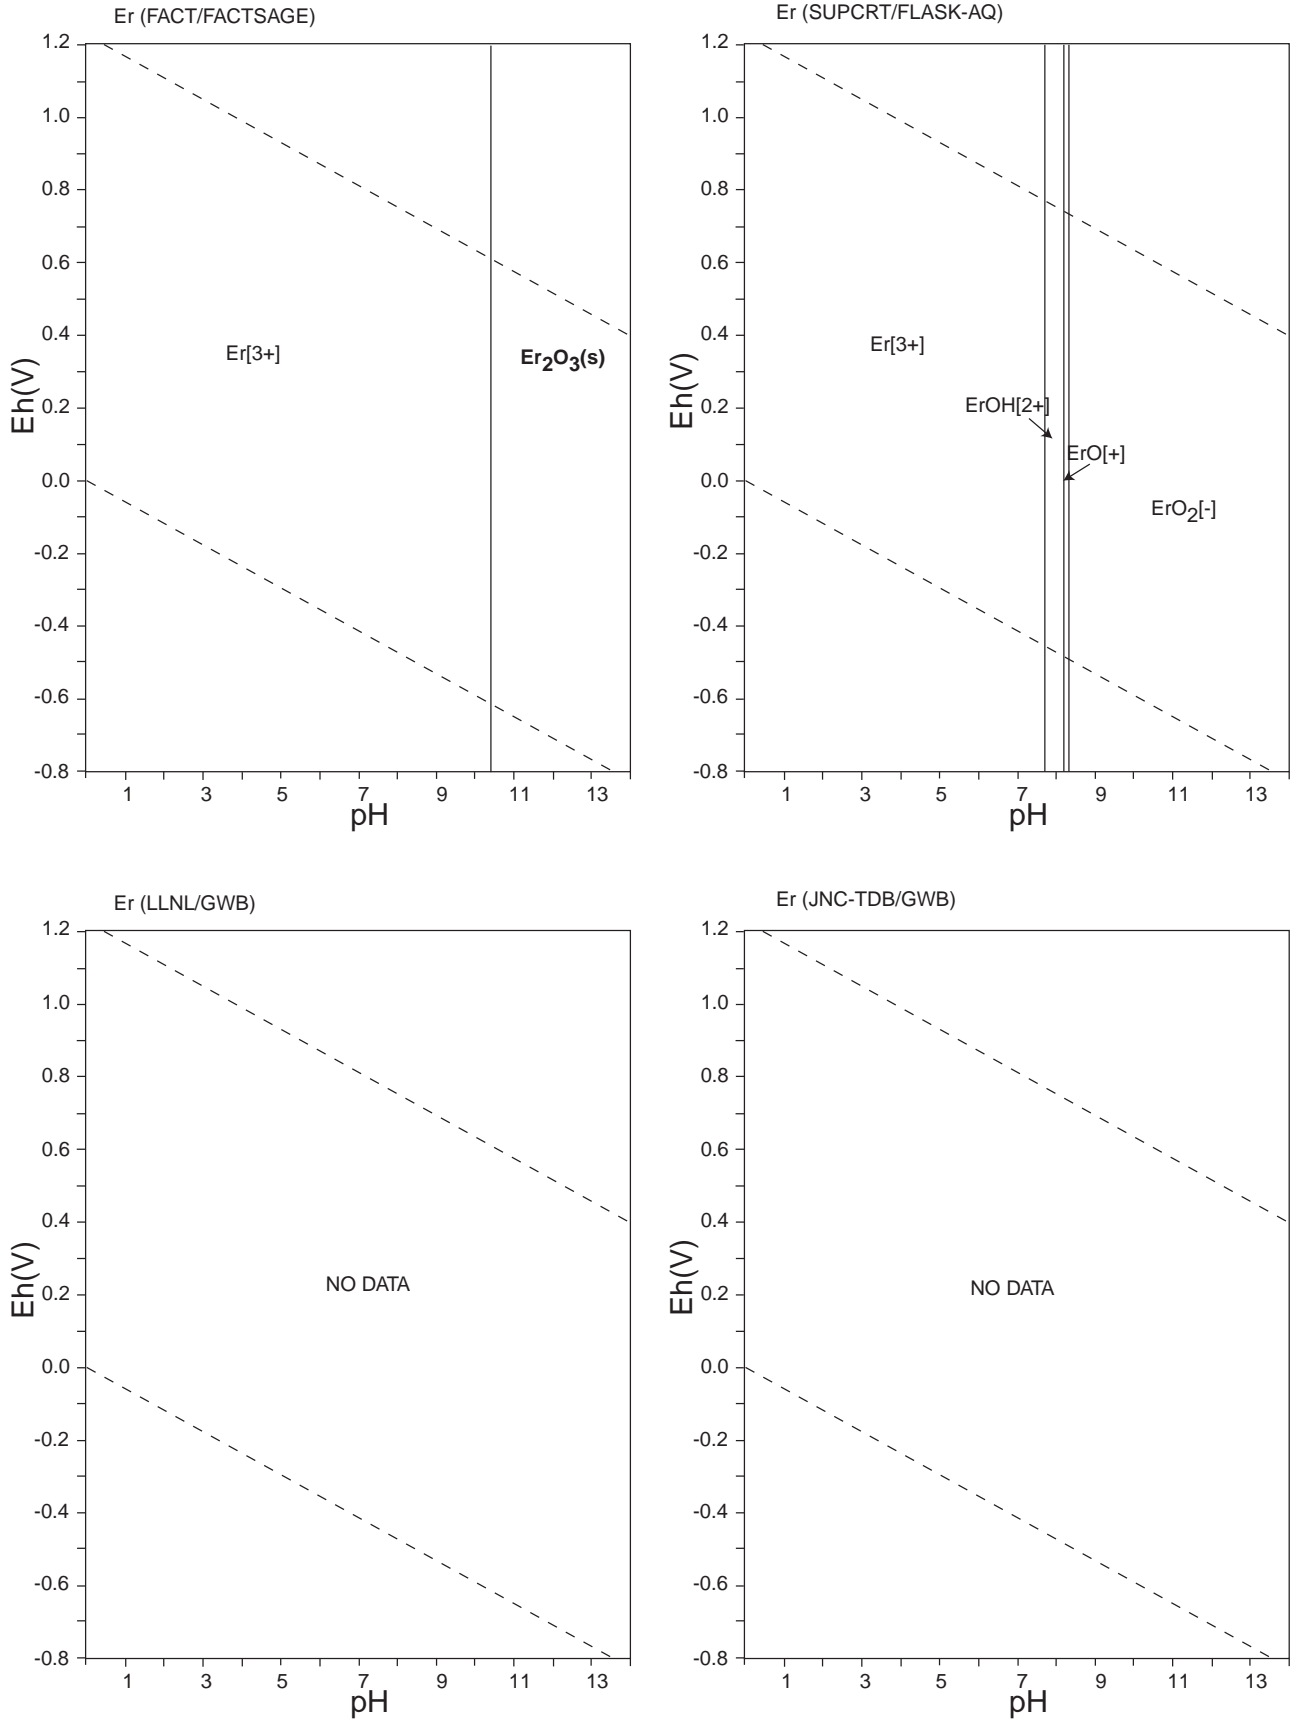 Er (FACT/FACTSAGE)
1.2
1.0
0.8
0.6
0.4
0.2
0.0
-0.2
-0.4
-0.6
-0.8
Eh(V)
Er[3+]
Er2O3(s)
1 3 5 7 9 11 13
pH
Er (SUPCRT/FLASK-AQ)
1.2
1.0
0.8
0.6
0.4
0.2
0.0
-0.2
-0.4
-0.6
-0.8
Eh(V)
Er[3+]
ErOH[2+]
ErO[+]
ErO2[-]
1 3 5 7 9 11 13
pH
Er (LLNL/GWB)
1.2
1.0
0.8
0.6
0.4
0.2
0.0
-0.2
-0.4
-0.6
-0.8
Eh(V)
NO DATA
1 3 5 7 9 11 13
pH
Er (JNC-TDB/GWB)
1.2
1.0
0.8
0.6
0.4
0.2
0.0
-0.2
-0.4
-0.6
-0.8
Eh(V)
NO DATA
1 3 5 7 9 11 13
pH